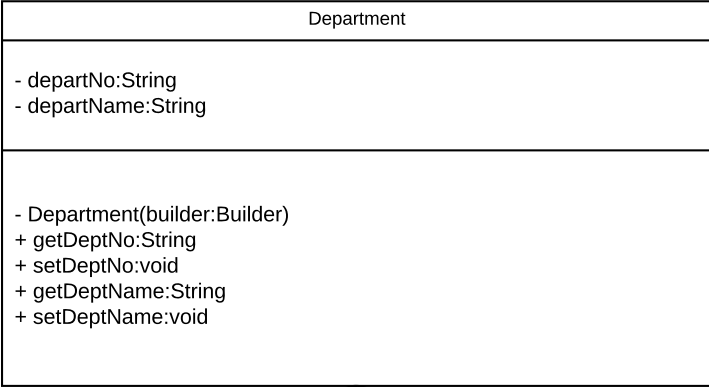 Department
- departNo:String
- departName:String
- Department(builder:Builder)
+ getDeptNo:String
+ setDeptNo:void
+ getDeptName:String
+ setDeptName:void